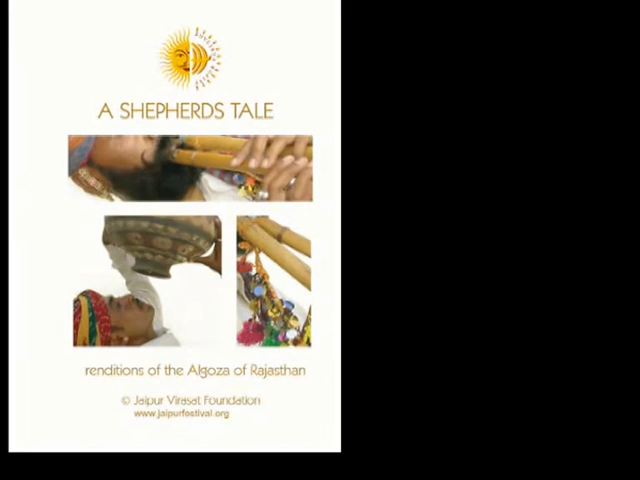 A SHEPHERDS TALE
renditions of the Algoza of Rajasthan
© Jaipur Virasat Foundation
www.jaipurfestival.org